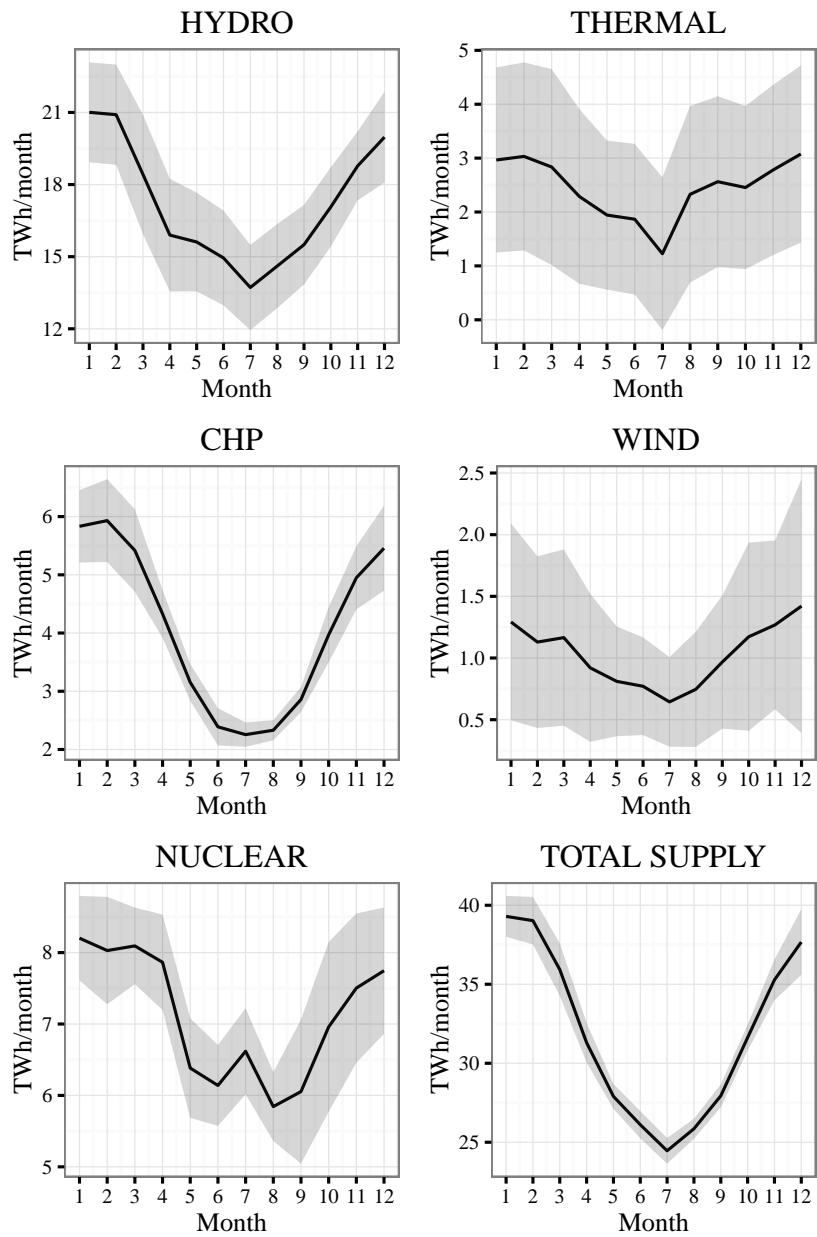 HYDRO
TWh/month
21
18
15
12
1 2 3 4 5 6 7 8 9 10 11 12
Month
THERMAL
TWh/month
5
4
3
2
1
0
1 2 3 4 5 6 7 8 9 10 11 12
Month
CHP
TWh/month
6
5
4
3
2
1 2 3 4 5 6 7 8 9 10 11 12
Month
WIND
TWh/month
2.5
2.0
1.5
1.0
0.5
1 2 3 4 5 6 7 8 9 10 11 12
Month
NUCLEAR
TWh/month
8
7
6
5
1 2 3 4 5 6 7 8 9 10 11 12
Month
TOTAL SUPPLY
TWh/month
40
35
30
25
1 2 3 4 5 6 7 8 9 10 11 12
Month